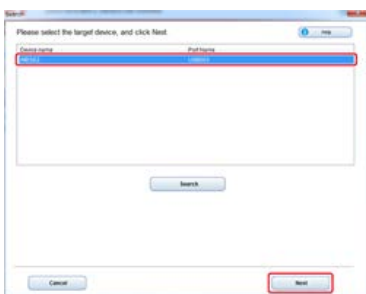 Search
Please select the target device, and click Next
Help
Device name Port Name
Search
Cancel Next